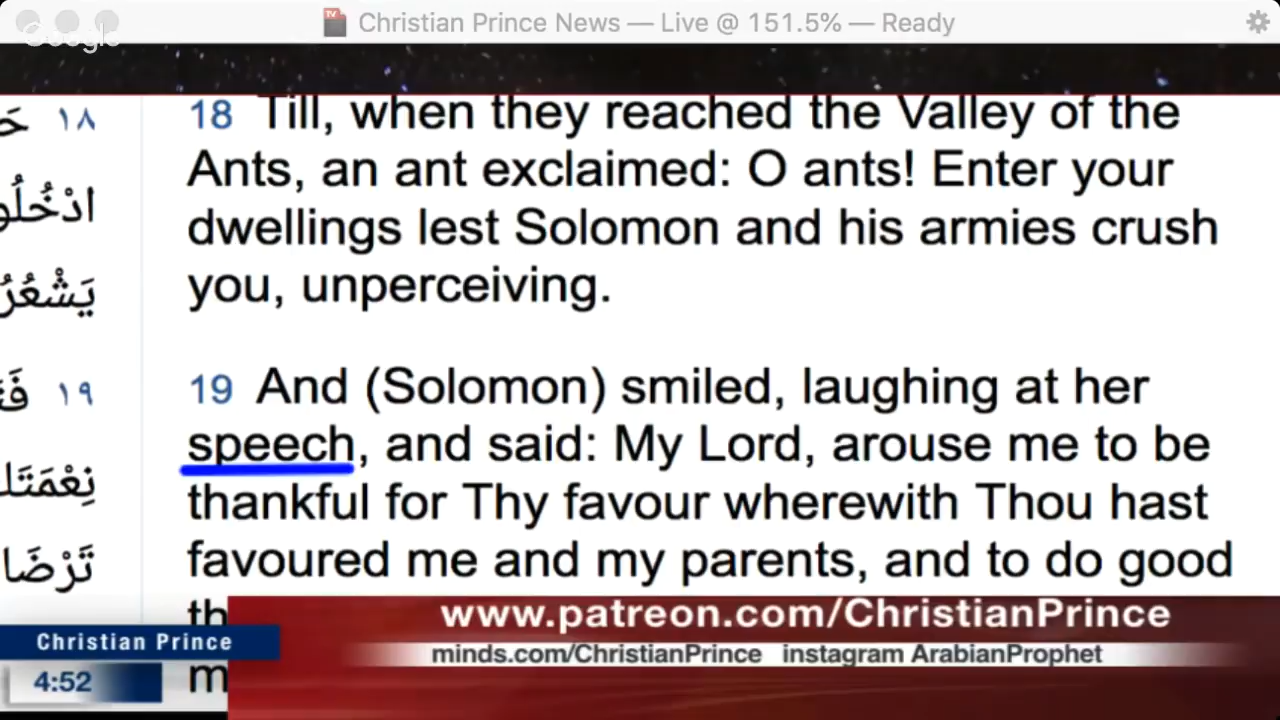 Christian Prince News — Live @ 151.5% — Ready
Google
18 Till, when they reached the Valley of the
Ants, an ant exclaimed: O ants! Enter your
dwellings lest Solomon and his armies crush
you, unperceiving.
19 And (Solomon) smiled, laughing at her
speech, and said: My Lord, arouse me to be
thankful for Thy favour wherewith Thou hast
favoured me and my parents, and to do good
١٨
١٩
www.patreon.com/ChristianPrince
minds.com/ChristianPrince instagram ArabianProphet
Christian Prince
4:52